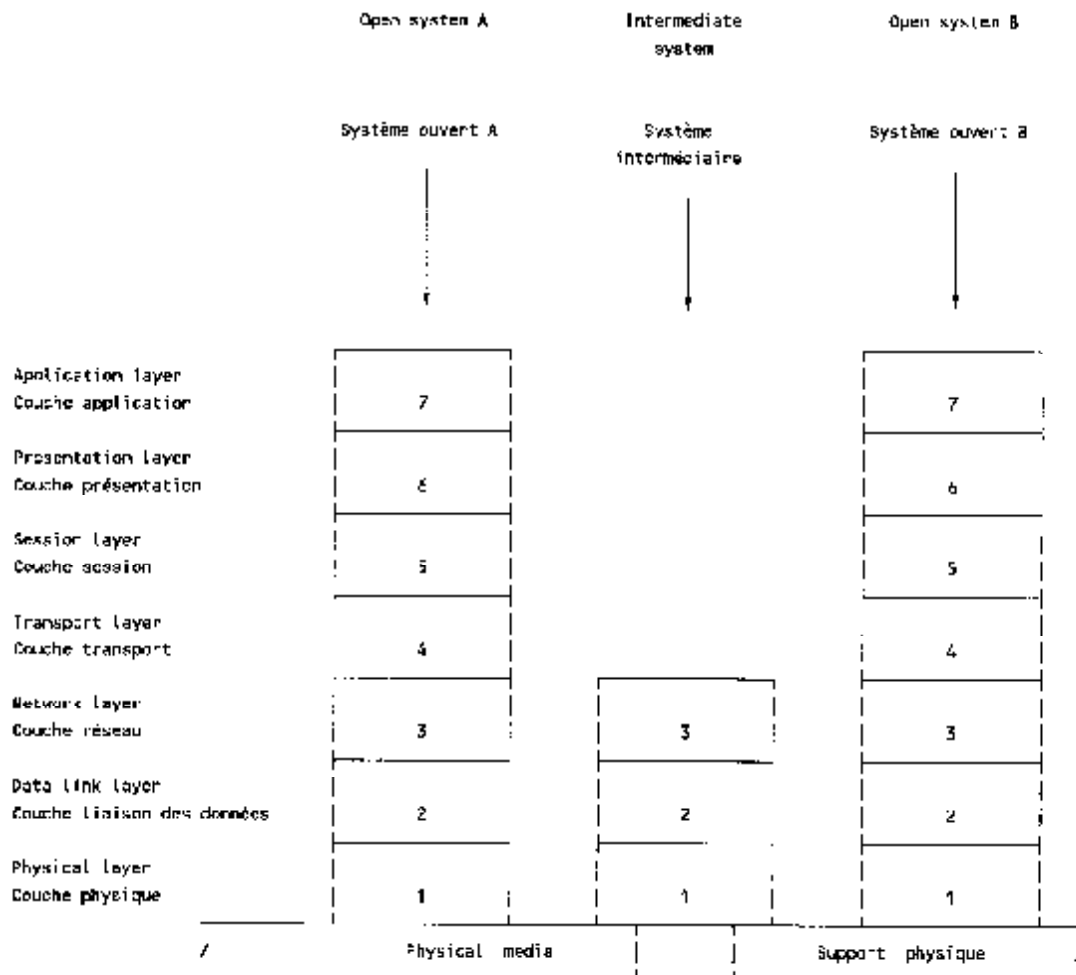 Open system A Intermediate Open system B
system
Système ouvert A Système Système ouvert B
intermédiaire
Application layer
Couche application 7 7
Presentation layer
Couche présentation 6 6
Session layer
Couche session 5 5
Transport layer
Couche transport 4 4
Network layer
Couche réseau 3 3 3
Data link layer
Couche liaison des données 2 2 2
Physical layer
Couche physique 1 1 1
Physical media Support physique